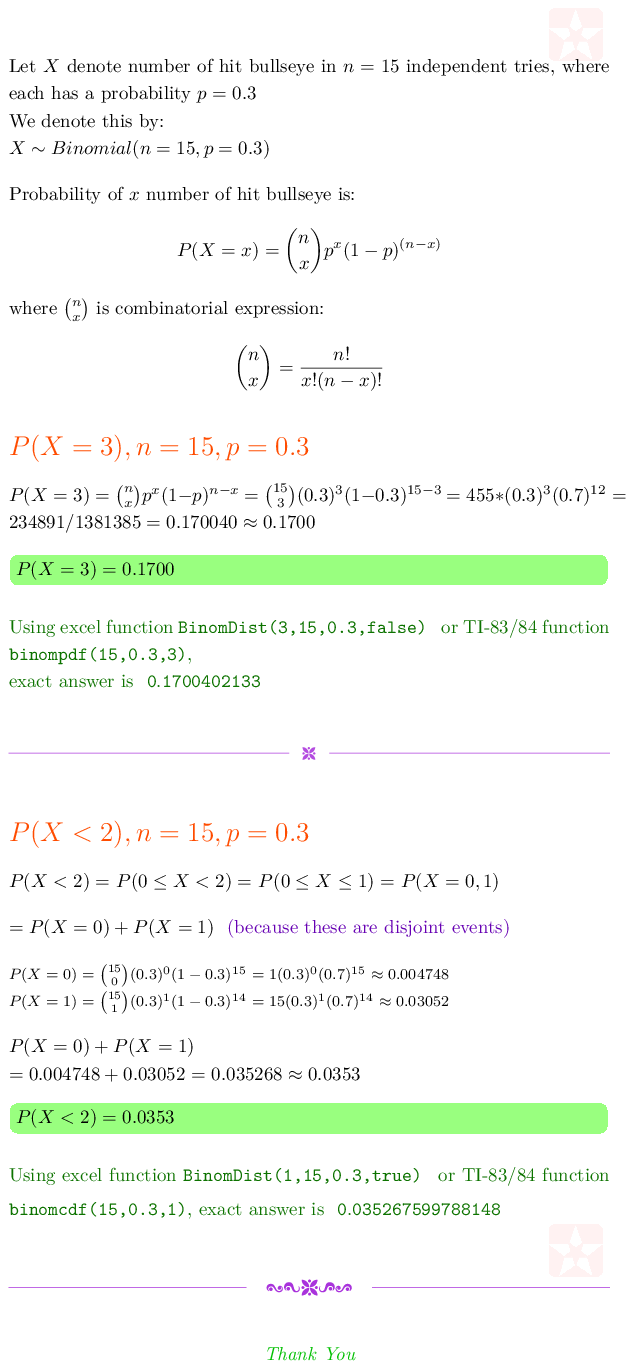 Let X denote number of hit bullseye in n = 15 independent tries, where
each has a probability p = 0.3
We denote this by:
X ∼ Binomial(n = 15, p = 0.3)
Probability of x number of hit bullseye is:
P(X = x) = \binom{n}{x} p^x (1 − p)^{(n−x)}
where \binom{n}{x} is combinatorial expression:
\binom{n}{x} = \frac{n!}{x!(n − x)!}
P(X = 3), n = 15, p = 0.3
P(X = 3) = \binom{n}{x} p^x (1−p)^{n−x} = \binom{15}{3} (0.3)^3 (1−0.3)^{15−3} = 455∗(0.3)^3 (0.7)^{12} =
234891/1381385 = 0.170040 ≈ 0.1700
P(X = 3) = 0.1700
Using excel function BinomDist(3,15,0.3,false) or TI-83/84 function
binompdf(15,0.3,3),
exact answer is 0.1700402133
P(X < 2), n = 15, p = 0.3
P(X < 2) = P(0 ≤ X < 2) = P(0 ≤ X ≤ 1) = P(X = 0, 1)
= P(X = 0) + P(X = 1) (because these are disjoint events)
P(X = 0) = \binom{15}{0} (0.3)^0 (1 − 0.3)^{15} = 1(0.3)^0 (0.7)^{15} ≈ 0.004748
P(X = 1) = \binom{15}{1} (0.3)^1 (1 − 0.3)^{14} = 15(0.3)^1 (0.7)^{14} ≈ 0.03052
P(X = 0) + P(X = 1)
= 0.004748 + 0.03052 = 0.035268 ≈ 0.0353
P(X < 2) = 0.0353
Using excel function BinomDist(1,15,0.3,true) or TI-83/84 function
binomcdf(15,0.3,1), exact answer is 0.035267599788148
Thank You